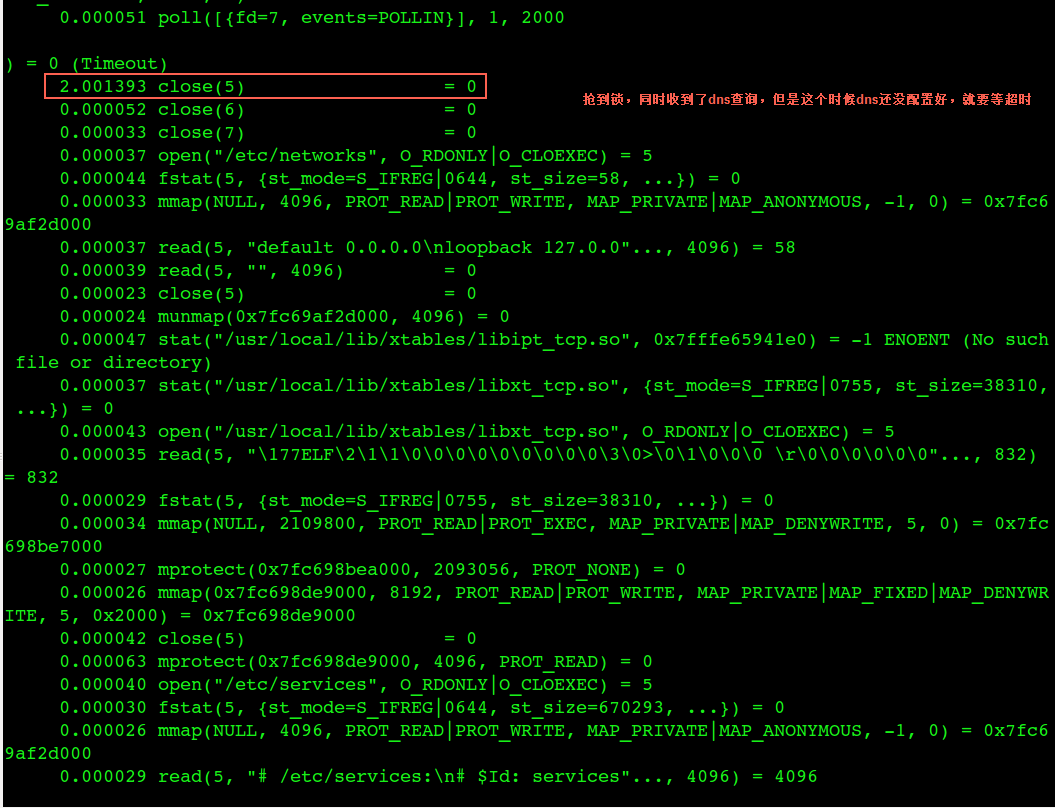 0.000051 poll([{fd=7, events=POLLIN}], 1, 2000
) = 0 (Timeout)
2.001393 close(5) = 0
抢到锁，同时收到了dns查询，但是这个时候dns还没配置好，就要等超时
0.000052 close(6) = 0
0.000033 close(7) = 0
0.000037 open("/etc/networks", O_RDONLY|O_CLOEXEC) = 5
0.000044 fstat(5, {st_mode=S_IFREG|0644, st_size=58, ...}) = 0
0.000033 mmap(NULL, 4096, PROT_READ|PROT_WRITE, MAP_PRIVATE|MAP_ANONYMOUS, -1, 0) = 0x7fc6
9af2d000
0.000037 read(5, "default 0.0.0.0\nloopback 127.0.0"..., 4096) = 58
0.000039 read(5, "", 4096) = 0
0.000023 close(5) = 0
0.000024 munmap(0x7fc69af2d000, 4096) = 0
0.000047 stat("/usr/local/lib/xtables/libipt_tcp.so", 0x7fffe65941e0) = -1 ENOENT (No such
file or directory)
0.000037 stat("/usr/local/lib/xtables/libxt_tcp.so", {st_mode=S_IFREG|0755, st_size=38310,
...}) = 0
0.000043 open("/usr/local/lib/xtables/libxt_tcp.so", O_RDONLY|O_CLOEXEC) = 5
0.000035 read(5, "\177ELF\2\1\1\0\0\0\0\0\0\0\0\0\3\0>\0\1\0\0\0 \r\0\0\0\0\0\0"..., 832)
= 832
0.000029 fstat(5, {st_mode=S_IFREG|0755, st_size=38310, ...}) = 0
0.000034 mmap(NULL, 2109800, PROT_READ|PROT_EXEC, MAP_PRIVATE|MAP_DENYWRITE, 5, 0) = 0x7fc
698be7000
0.000027 mprotect(0x7fc698bea000, 2093056, PROT_NONE) = 0
0.000026 mmap(0x7fc698de9000, 8192, PROT_READ|PROT_WRITE, MAP_PRIVATE|MAP_FIXED|MAP_DENYWR
ITE, 5, 0x2000) = 0x7fc698de9000
0.000042 close(5) = 0
0.000063 mprotect(0x7fc698de9000, 4096, PROT_READ) = 0
0.000040 open("/etc/services", O_RDONLY|O_CLOEXEC) = 5
0.000030 fstat(5, {st_mode=S_IFREG|0644, st_size=670293, ...}) = 0
0.000026 mmap(NULL, 4096, PROT_READ|PROT_WRITE, MAP_PRIVATE|MAP_ANONYMOUS, -1, 0) = 0x7fc6
9af2d000
0.000029 read(5, "# /etc/services:\n# $Id: services"..., 4096) = 4096